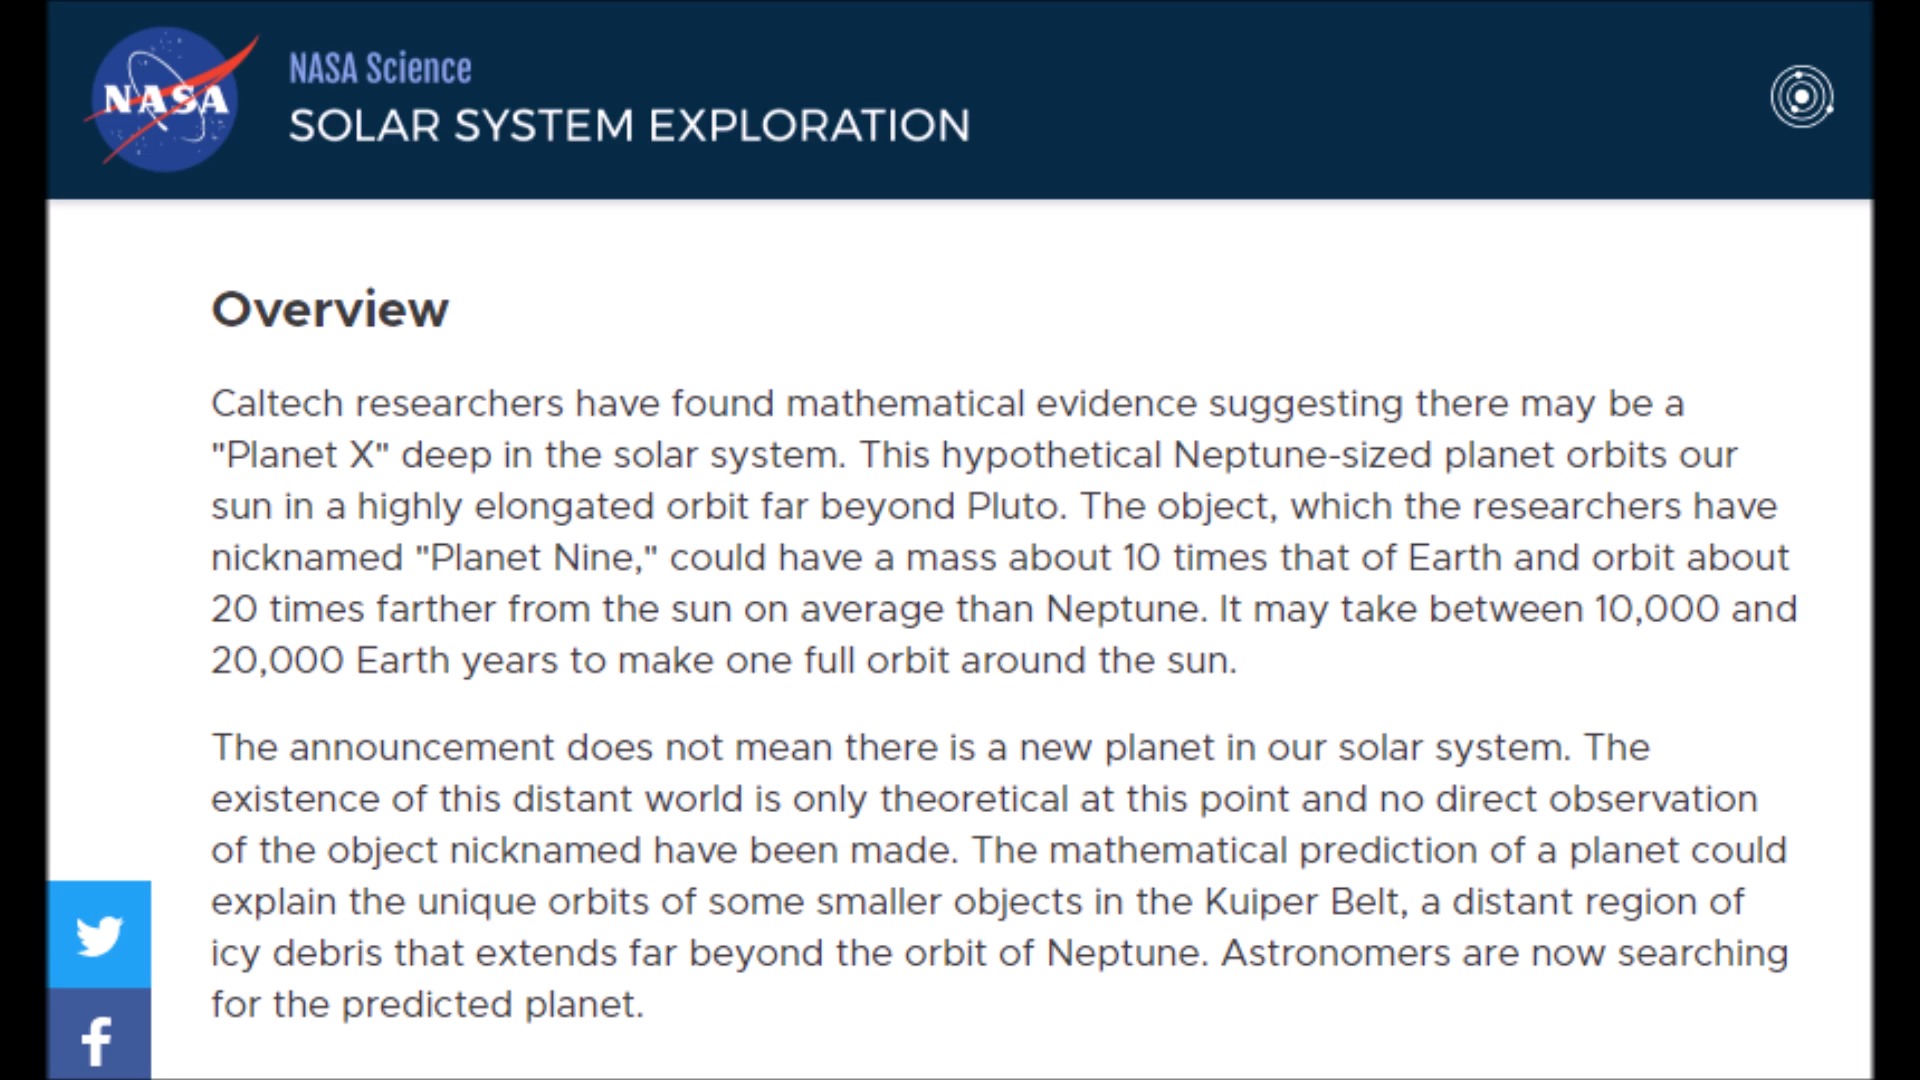 NASA
NASA Science
SOLAR SYSTEM EXPLORATION
Overview
Caltech researchers have found mathematical evidence suggesting there may be a
"Planet X" deep in the solar system. This hypothetical Neptune-sized planet orbits our
sun in a highly elongated orbit far beyond Pluto. The object, which the researchers have
nicknamed "Planet Nine," could have a mass about 10 times that of Earth and orbit about
20 times farther from the sun on average than Neptune. It may take between 10,000 and
20,000 Earth years to make one full orbit around the sun.
The announcement does not mean there is a new planet in our solar system. The
existence of this distant world is only theoretical at this point and no direct observation
of the object nicknamed have been made. The mathematical prediction of a planet could
explain the unique orbits of some smaller objects in the Kuiper Belt, a distant region of
icy debris that extends far beyond the orbit of Neptune. Astronomers are now searching
for the predicted planet.